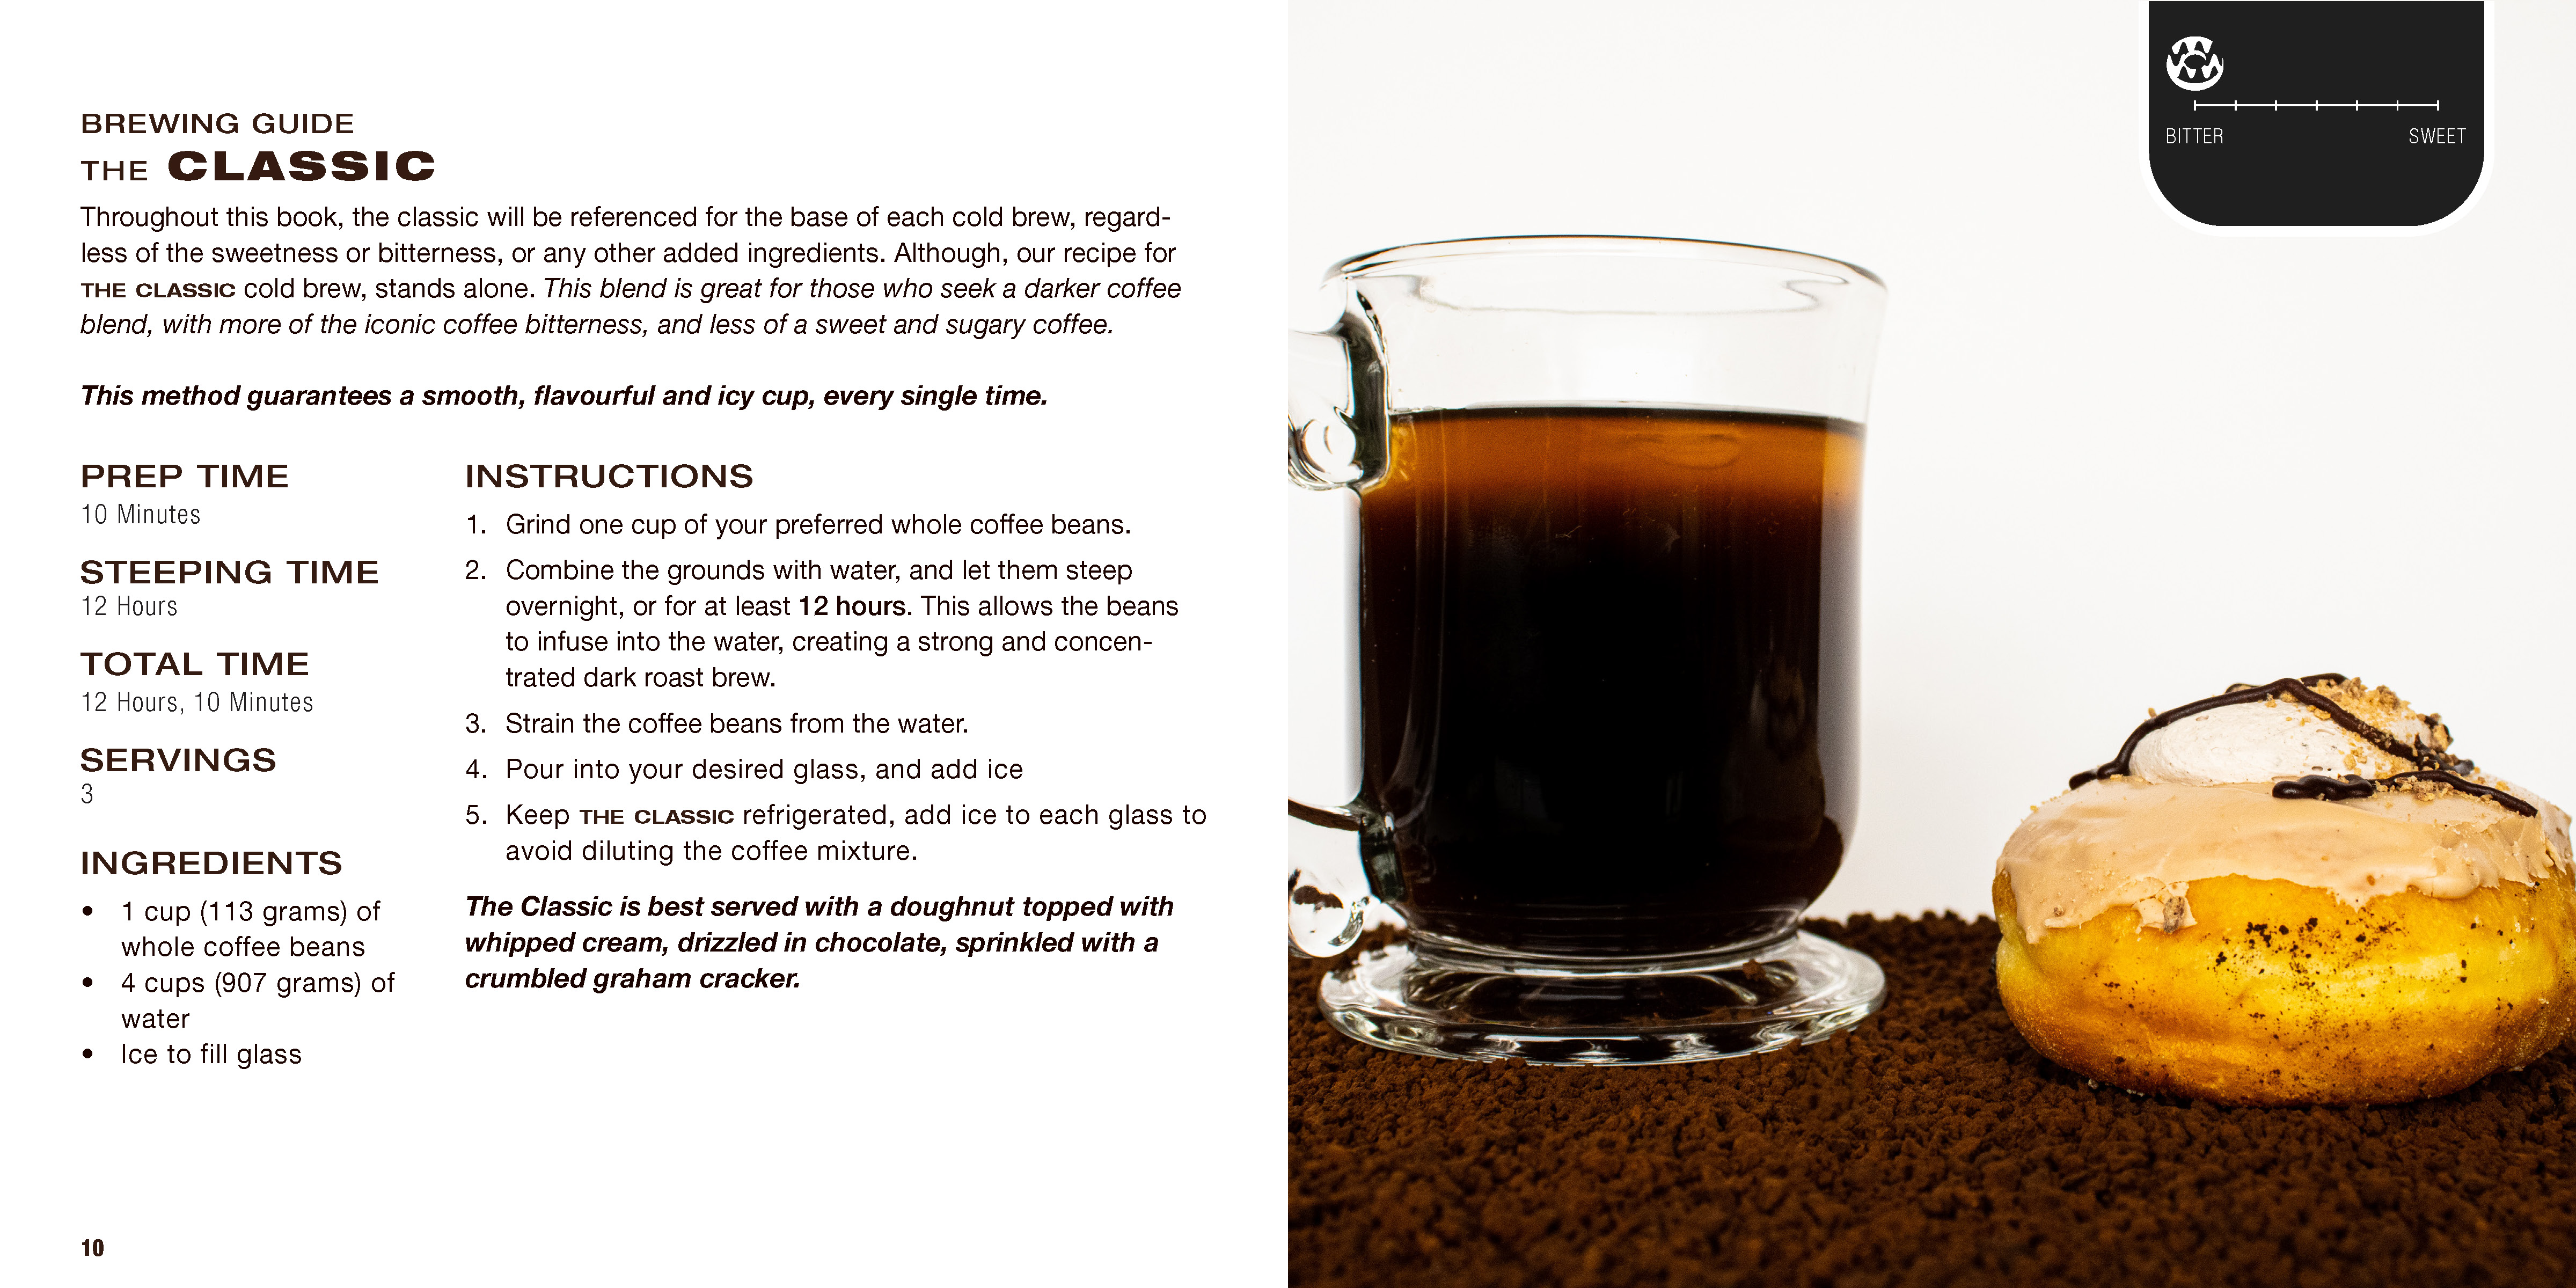 BREWING GUIDE
THE CLASSIC
Throughout this book, the classic will be referenced for the base of each cold brew, regard-
less of the sweetness or bitterness, or any other added ingredients. Although, our recipe for
THE CLASSIC cold brew, stands alone. This blend is great for those who seek a darker coffee
blend, with more of the iconic coffee bitterness, and less of a sweet and sugary coffee.
This method guarantees a smooth, flavourful and icy cup, every single time.
PREP TIME
10 Minutes
STEEPING TIME
12 Hours
TOTAL TIME
12 Hours, 10 Minutes
SERVINGS
3
INGREDIENTS
• 1 cup (113 grams) of
whole coffee beans
• 4 cups (907 grams) of
water
• Ice to fill glass
INSTRUCTIONS
1. Grind one cup of your preferred whole coffee beans.
2. Combine the grounds with water, and let them steep
overnight, or for at least 12 hours. This allows the beans
to infuse into the water, creating a strong and concen-
trated dark roast brew.
3. Strain the coffee beans from the water.
4. Pour into your desired glass, and add ice
5. Keep THE CLASSIC refrigerated, add ice to each glass to
avoid diluting the coffee mixture.
The Classic is best served with a doughnut topped with
whipped cream, drizzled in chocolate, sprinkled with a
crumbled graham cracker.
10
BITTER SWEET